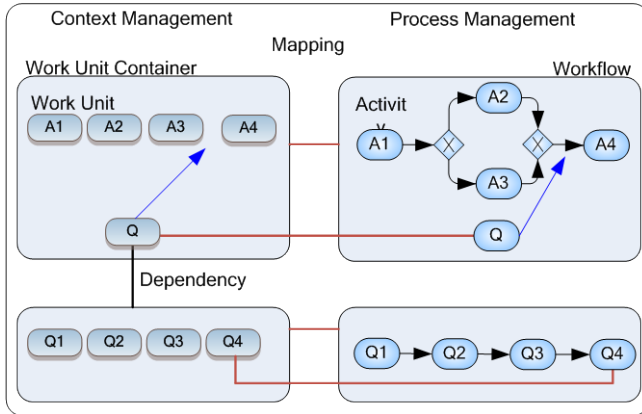 Context Management
Process Management
Mapping
Work Unit Container
Workflow
Work Unit
Activit
y
A1
A2
A3
A4
A1
X
A2
A3
X
A4
Q
Q
Dependency
Q1
Q2
Q3
Q4
Q1
Q2
Q3
Q4